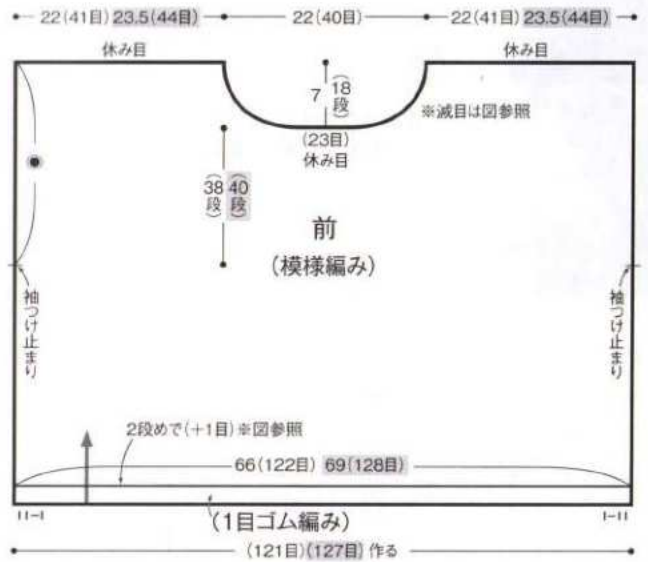 22(41目) 23.5(44目)
22(40目)
22(41目) 23.5(44目)
休み目
休み目
7 (18段)
※減目は図参照
(23目)
休み目
(38段) (40段)
前
(模様編み)
袖つけ止まり
袖つけ止まり
2段めで(+1目)※図参照
66(122目) 69(128目)
(1目ゴム編み)
(121目)(127目) 作る